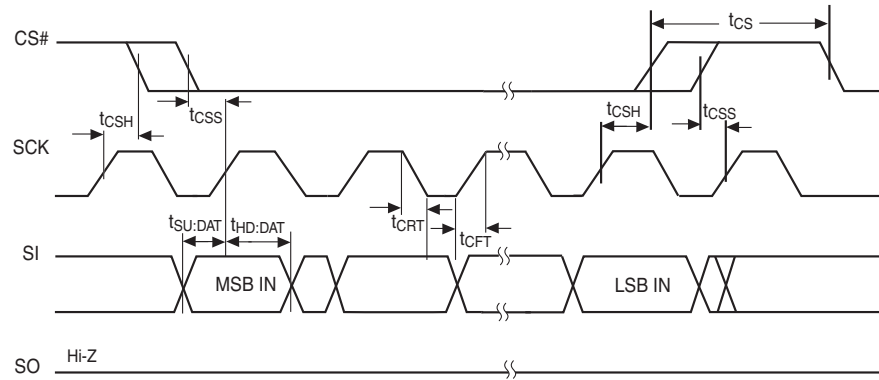 tCS
CS#
tCSH
tCSS
tCSH
tCSS
SCK
tSU:DAT
tHD:DAT
tCRT
tCFT
SI
MSB IN
LSB IN
Hi-Z
SO